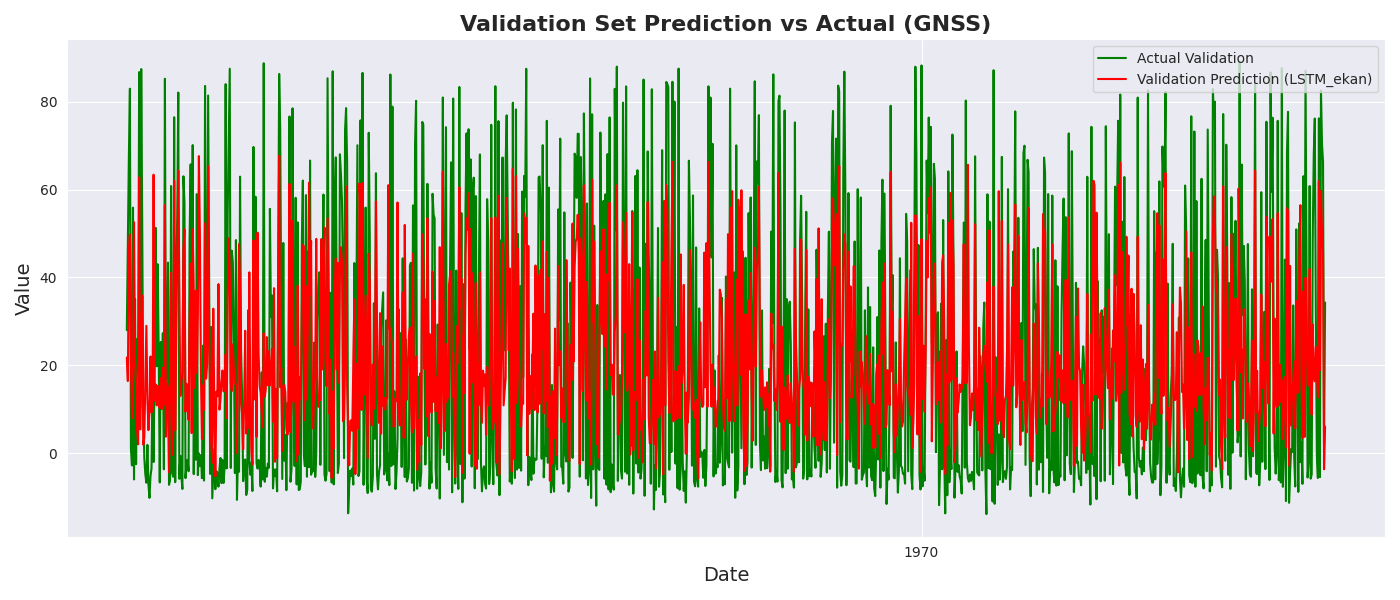 Validation Set Prediction vs Actual (GNSS)
Actual Validation
Validation Prediction (LSTM_ekan)
80
60
40
20
0
Value
1970
Date